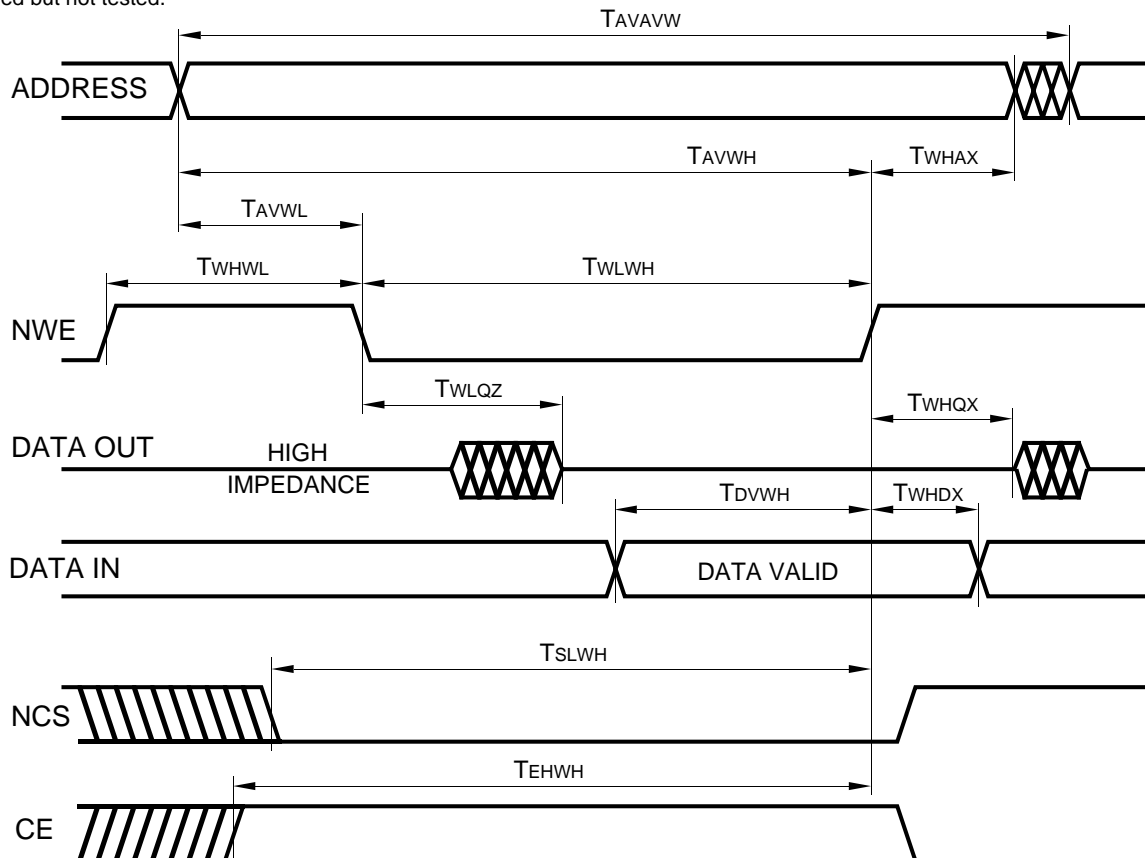 ed but not tested.
TAVAVW
ADDRESS
TAVWH
TWHAX
TAVWL
TWHWL
TWLWH
NWE
TWLQZ
TWHQX
DATA OUT
HIGH
IMPEDANCE
TDVWH
TWHDX
DATA IN
DATA VALID
TSLWH
NCS
TEHWH
CE